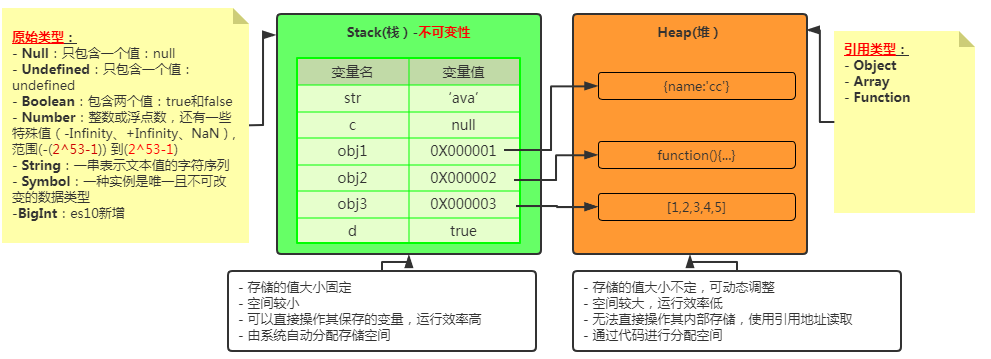 原始类型：
- Null：只包含一个值：null
- Undefined：只包含一个值：
undefined
- Boolean：包含两个值：true和false
- Number：整数或浮点数，还有一些
特殊值（-Infinity、+Infinity、NaN），
范围(-(2^53-1)) 到(2^53-1)
- String：一串表示文本值的字符序列
- Symbol：一种实例是唯一且不可改
变的数据类型
-BigInt：es10新增
Stack(栈）-不可变性
变量名 变量值
str ‘ava’
c null
obj1 0X000001
obj2 0X000002
obj3 0X000003
d true
Heap(堆）
{name:'cc'}
function(){...}
[1,2,3,4,5]
引用类型：
- Object
- Array
- Function
- 存储的值大小固定
- 空间较小
- 可以直接操作其保存的变量，运行效率高
- 由系统自动分配存储空间
- 存储的值大小不定，可动态调整
- 空间较大，运行效率低
- 无法直接操作其内部存储，使用引用地址读取
- 通过代码进行分配空间